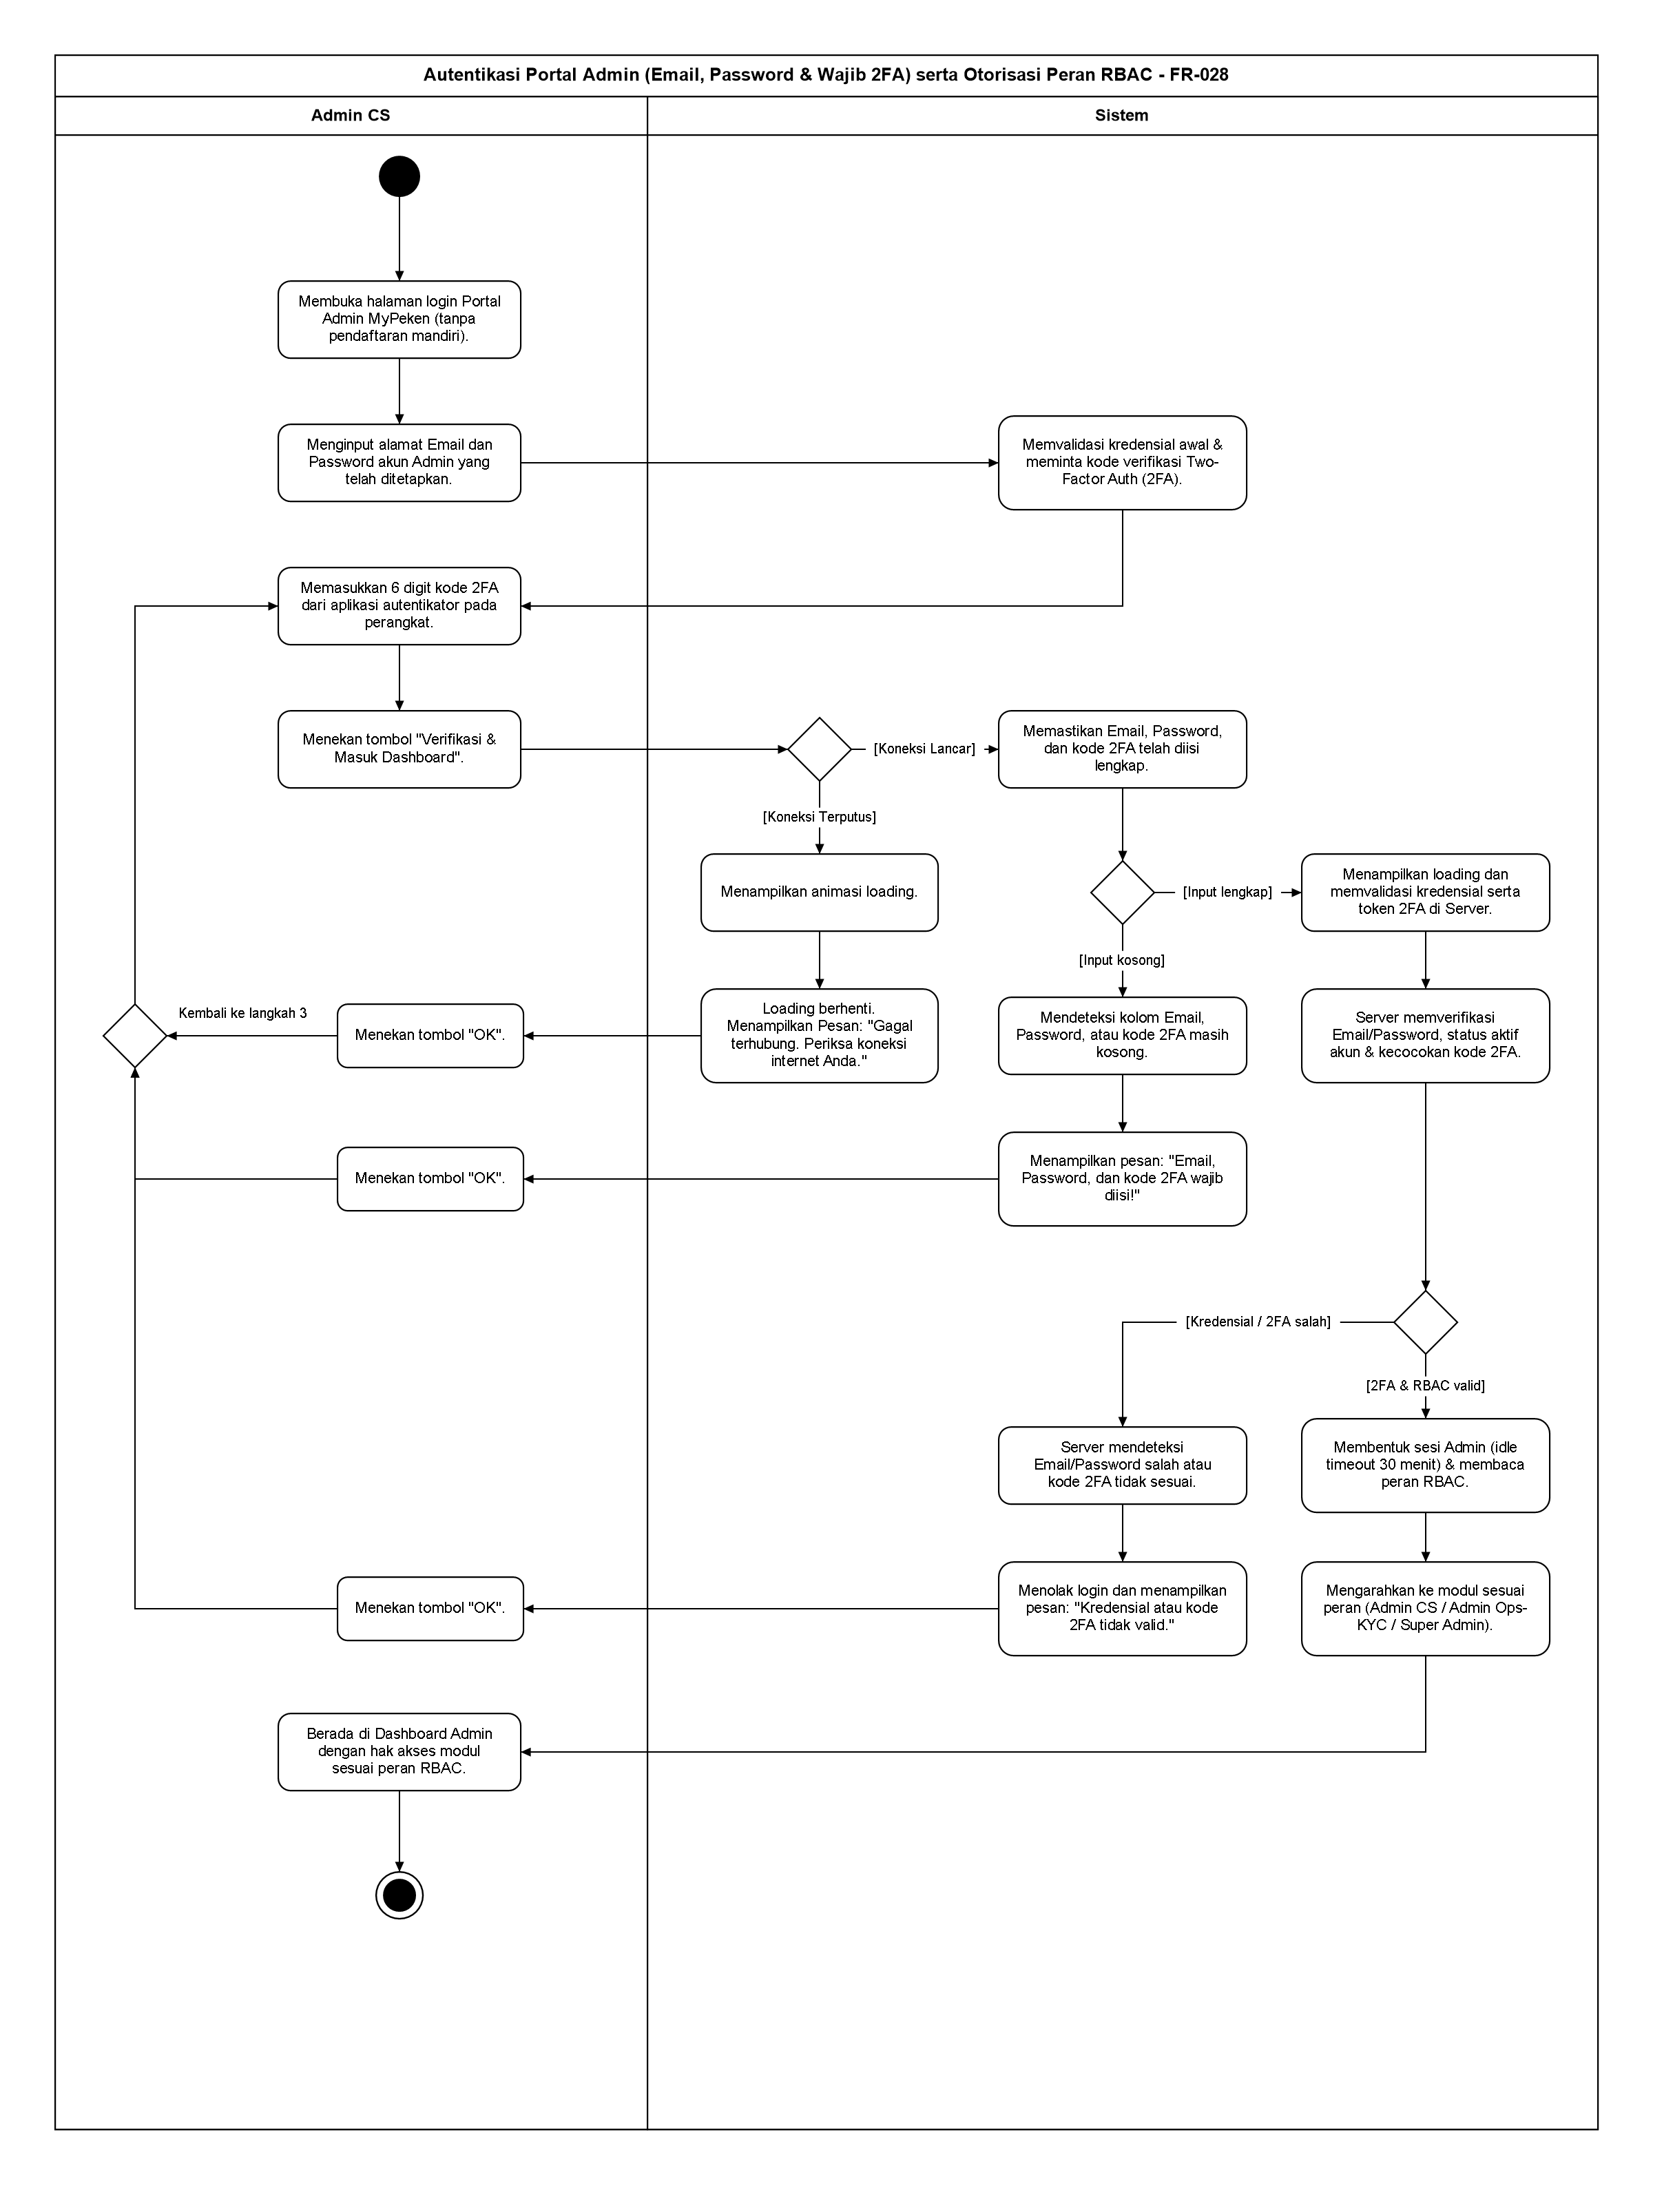 Autentikasi Portal Admin (Email, Password & Wajib 2FA) serta Otorisasi Peran RBAC - FR-028
Admin CS
Sistem
Membuka halaman login Portal
Admin MyPeken (tanpa
pendaftaran mandiri).
Menginput alamat Email dan
Password akun Admin yang
telah ditetapkan.
Memvalidasi kredensial awal &
meminta kode verifikasi Two-
Factor Auth (2FA).
Memasukkan 6 digit kode 2FA
dari aplikasi autentikator pada
perangkat.
Menekan tombol "Verifikasi &
Masuk Dashboard".
[Koneksi Lancar]
Memastikan Email, Password,
dan kode 2FA telah diisi
lengkap.
[Koneksi Terputus]
Menampilkan animasi loading.
[Input lengkap]
Menampilkan loading dan
memvalidasi kredensial serta
token 2FA di Server.
[Input kosong]
Kembali ke langkah 3
Menekan tombol "OK".
Loading berhenti.
Menampilkan Pesan: "Gagal
terhubung. Periksa koneksi
internet Anda."
Mendeteksi kolom Email,
Password, atau kode 2FA masih
kosong.
Server memverifikasi
Email/Password, status aktif
akun & kecocokan kode 2FA.
Menekan tombol "OK".
Menampilkan pesan: "Email,
Password, dan kode 2FA wajib
diisi!"
[Kredensial / 2FA salah]
[2FA & RBAC valid]
Server mendeteksi
Email/Password salah atau
kode 2FA tidak sesuai.
Membentuk sesi Admin (idle
timeout 30 menit) & membaca
peran RBAC.
Menekan tombol "OK".
Menolak login dan menampilkan
pesan: "Kredensial atau kode
2FA tidak valid."
Mengarahkan ke modul sesuai
peran (Admin CS / Admin Ops-
KYC / Super Admin).
Berada di Dashboard Admin
dengan hak akses modul
sesuai peran RBAC.